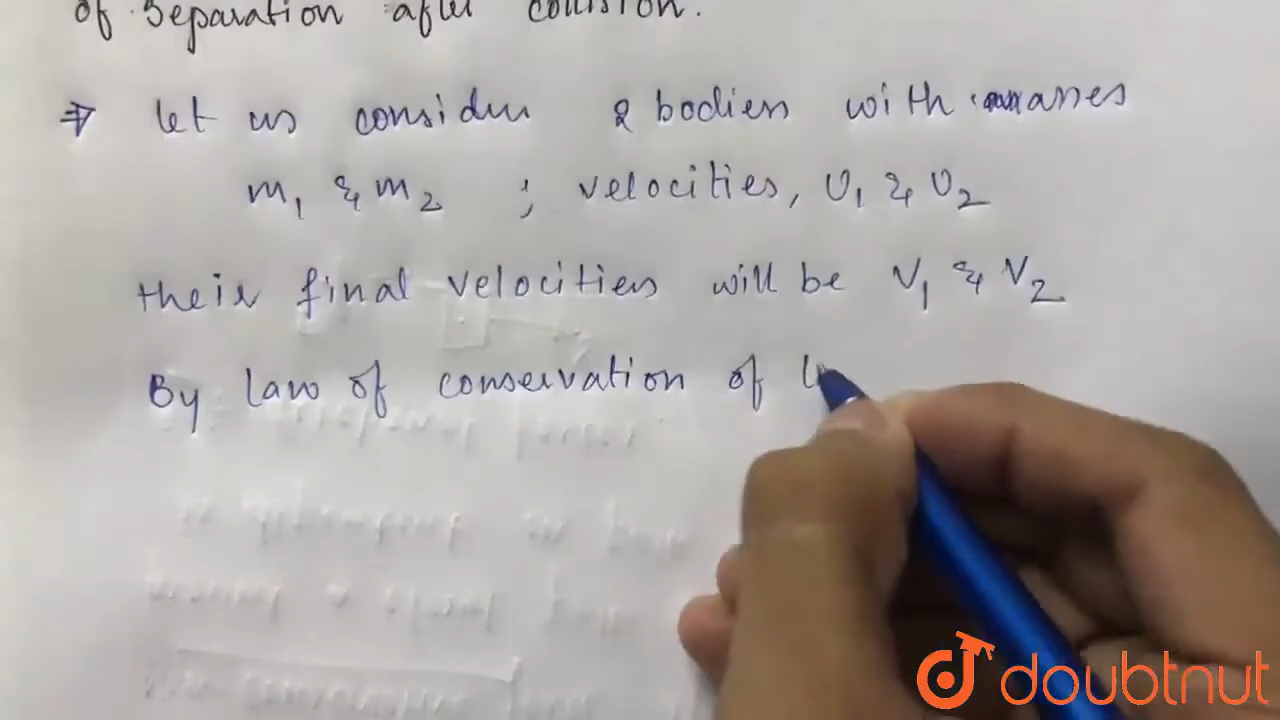 of separation after collision.
⇒ let us consider 2 bodies with masses
m₁ & m₂ ; velocities, U₁ & U₂
their final velocities will be V₁ & V₂
By law of conservation of
doubtnut